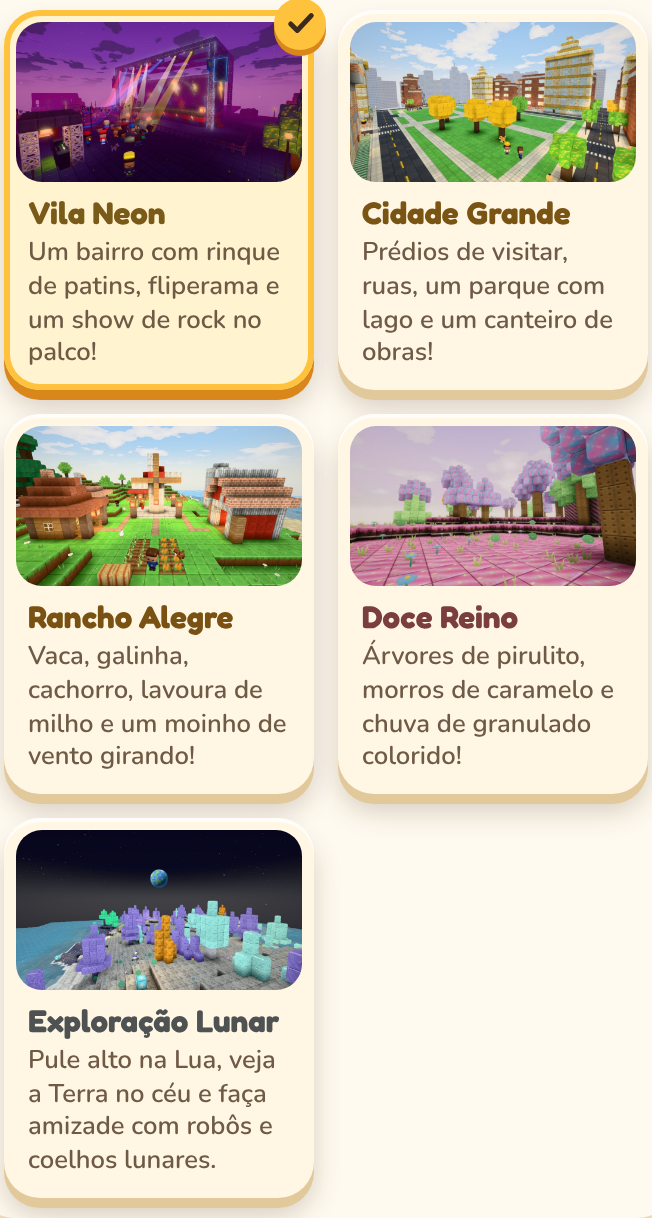 Vila Neon
Um bairro com rinque
de patins, fliperama e
um show de rock no
palco!
Cidade Grande
Prédios de visitar,
ruas, um parque com
lago e um canteiro de
obras!
Rancho Alegre
Vaca, galinha,
cachorro, lavoura de
milho e um moinho de
vento girando!
Doce Reino
Árvores de pirulito,
morros de caramelo e
chuva de granulado
colorido!
Exploração Lunar
Pule alto na Lua, veja
a Terra no céu e faça
amizade com robôs e
coelhos lunares.